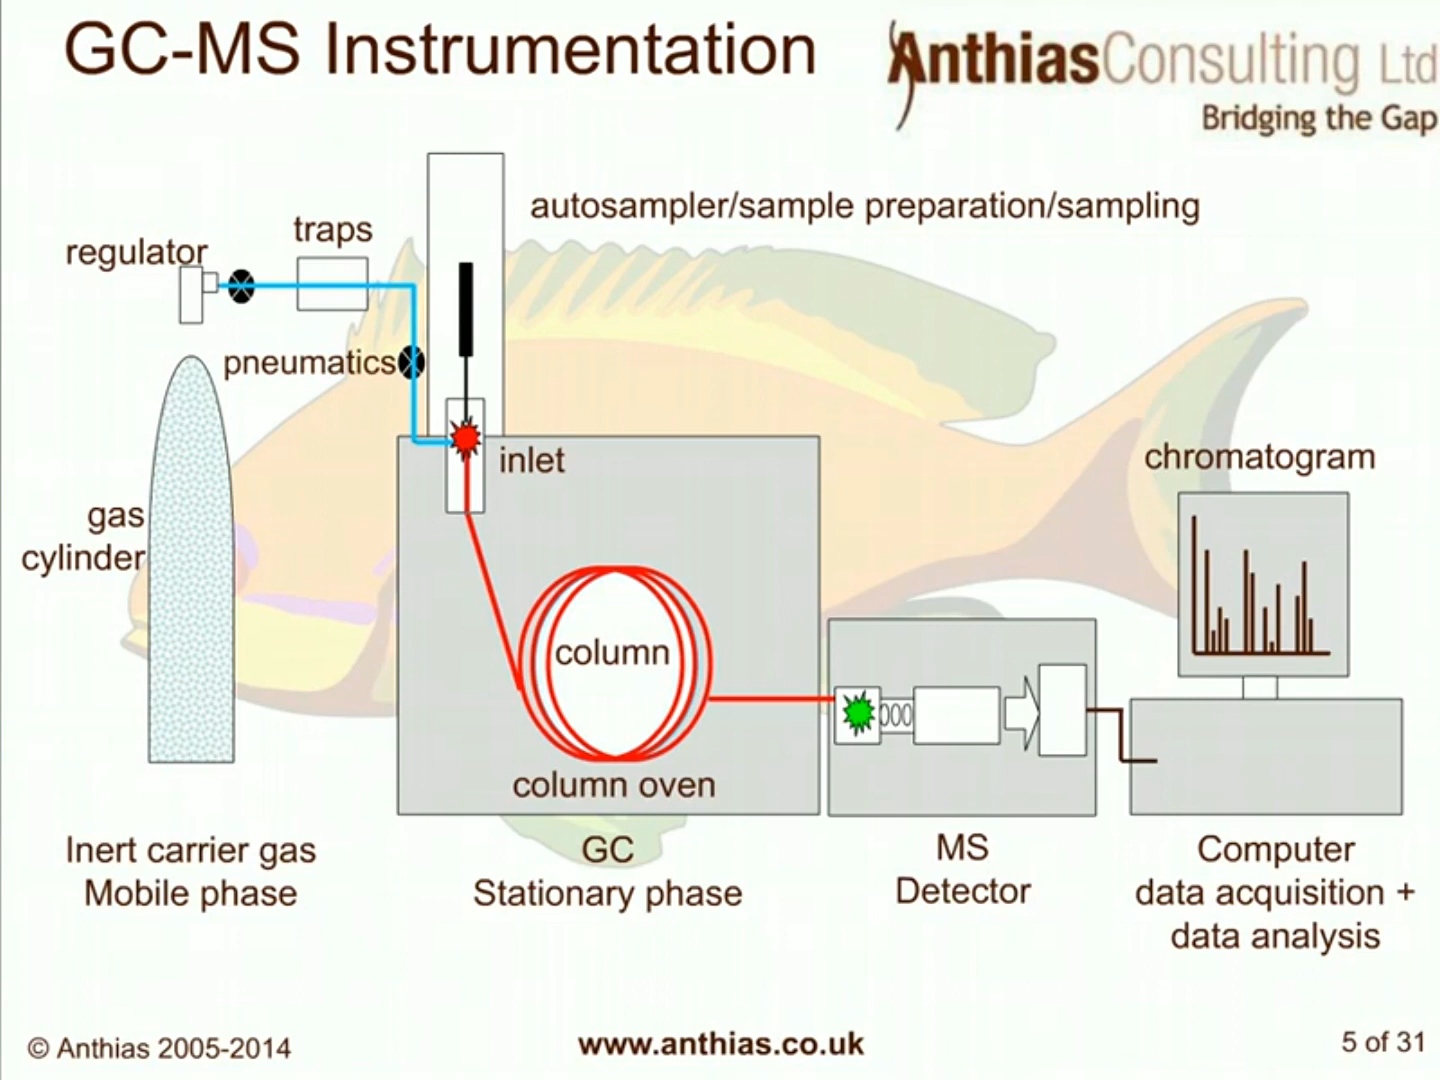 GC-MS Instrumentation
AnthiasConsulting Ltd
Bridging the Gap
autosampler/sample preparation/sampling
traps
regulator
pneumatics
inlet
chromatogram
gas
cylinder
column
column oven
Inert carrier gas
Mobile phase
GC
Stationary phase
MS
Detector
Computer
data acquisition +
data analysis
© Anthias 2005-2014
www.anthias.co.uk
5 of 31